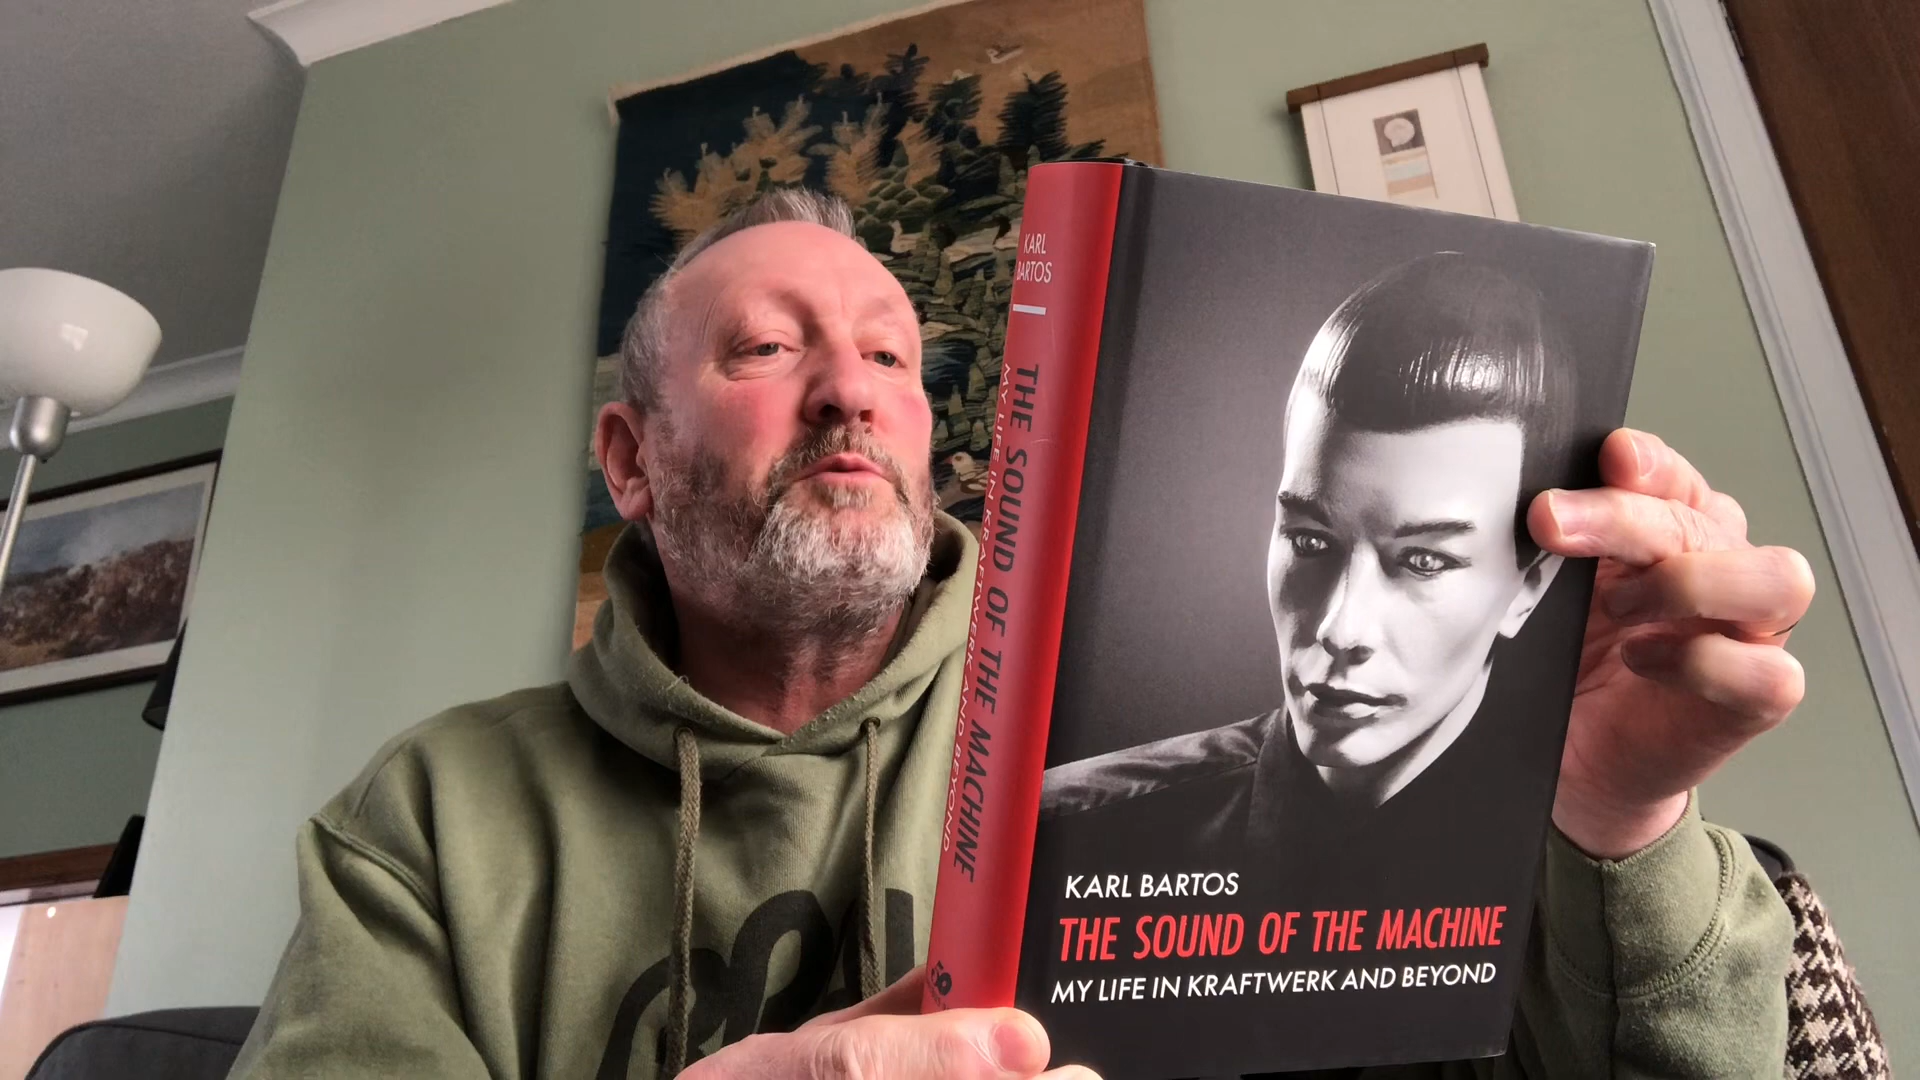 KARL
BARTOS
THE SOUND OF THE MACHINE
MY LIFE IN KRAFTWERK AND BEYOND
KARL BARTOS
THE SOUND OF THE MACHINE
MY LIFE IN KRAFTWERK AND BEYOND